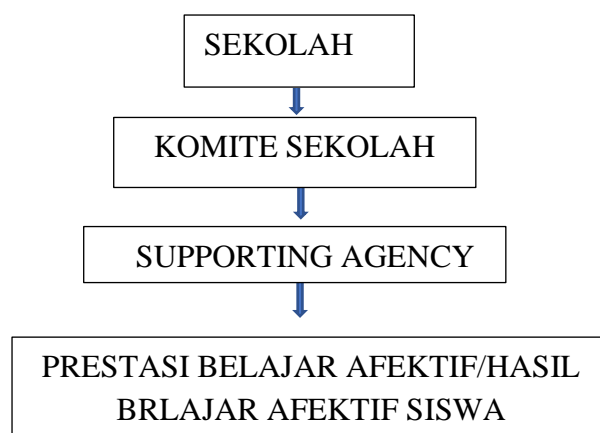 SEKOLAH
KOMITE SEKOLAH
SUPPORTING AGENCY
PRESTASI BELAJAR AFEKTIF/HASIL
BRLAJAR AFEKTIF SISWA